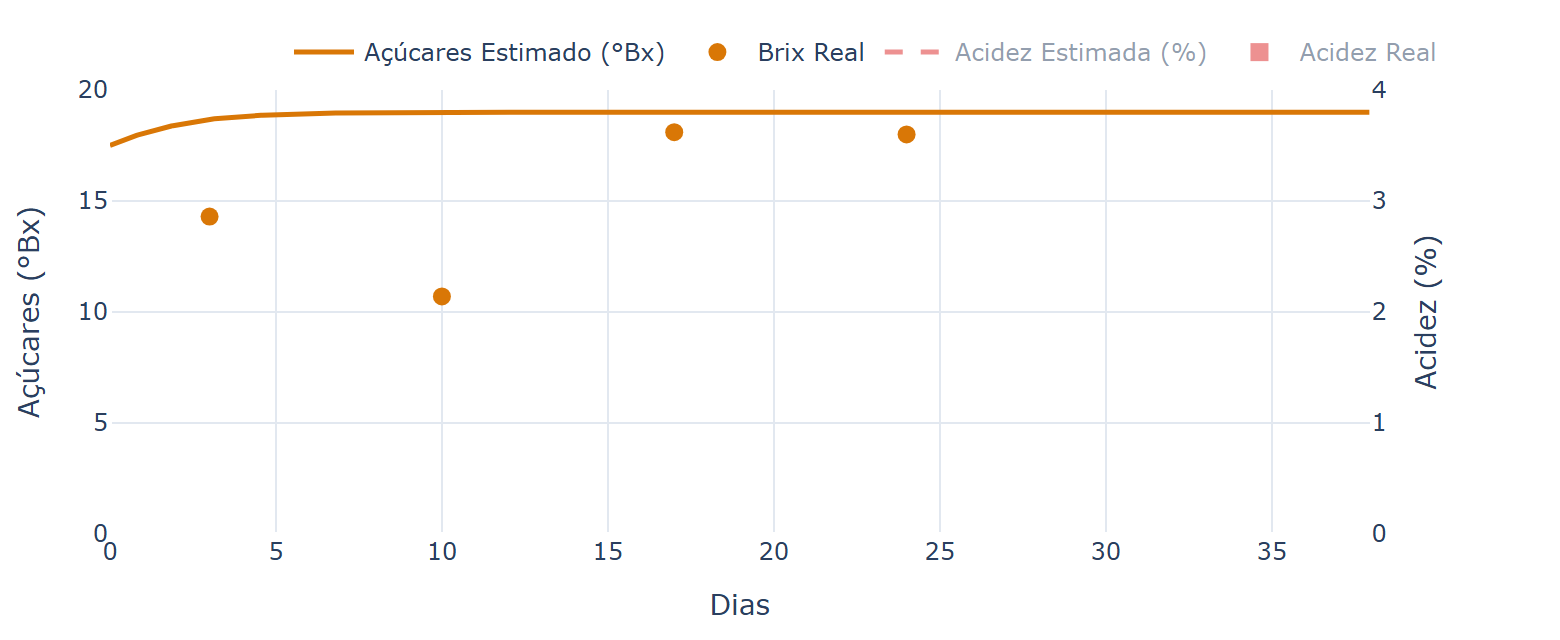 Açúcares Estimado (°Bx) Brix Real Acidez Estimada (%) Acidez Real
20
15
10
5
0
Açúcares (°Bx)
4
3
2
1
0
Acidez (%)
0 5 10 15 20 25 30 35
Dias